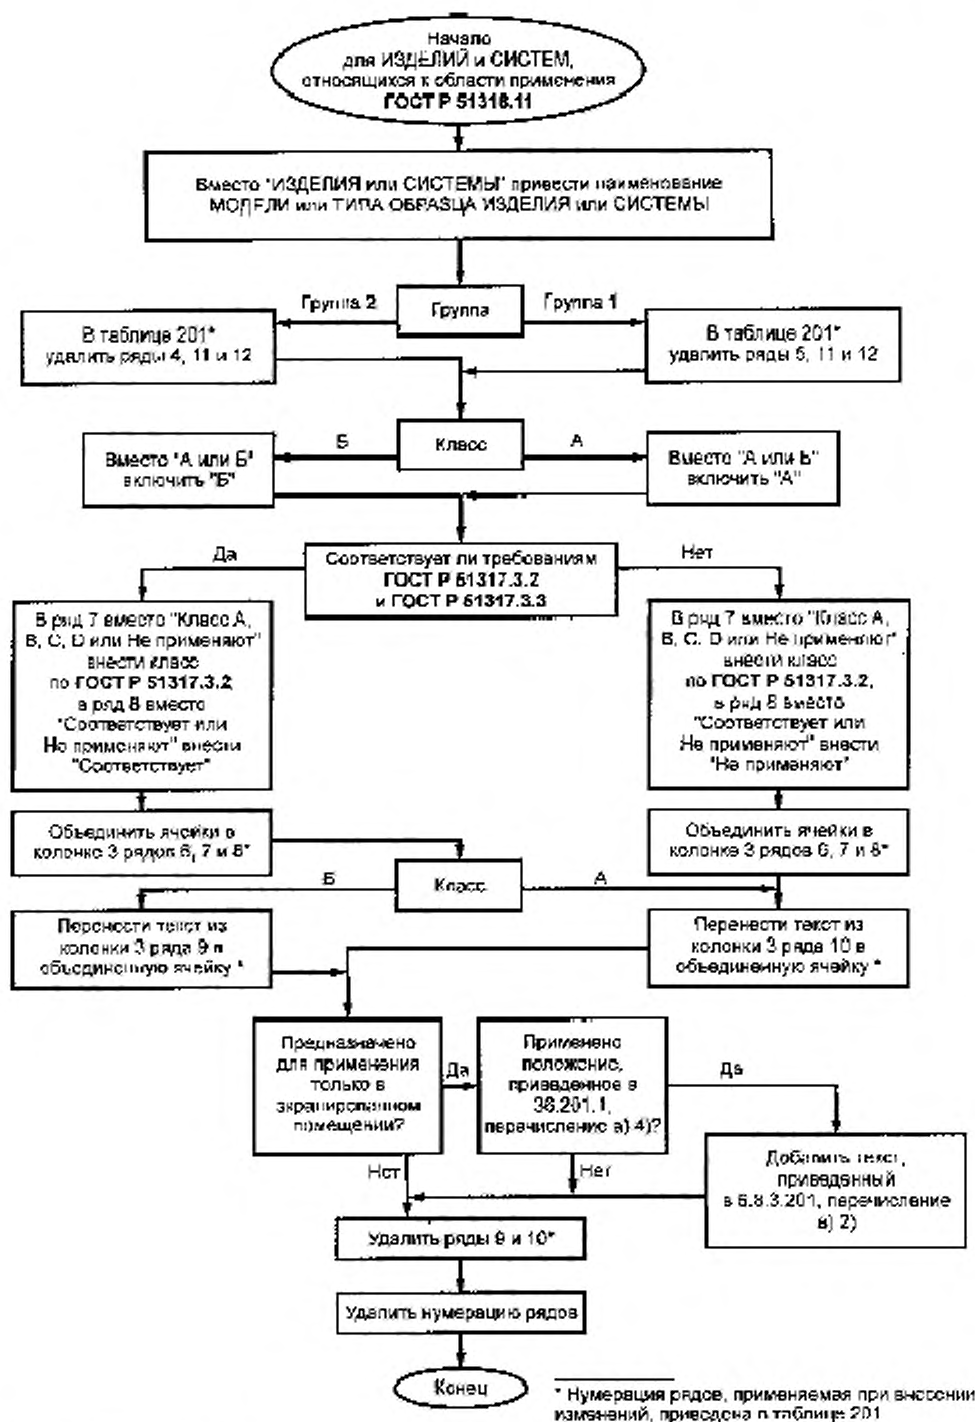 Начало
для ИЗДЕЛИЙ и СИСТЕМ,
относящихся к области применения
ГОСТ Р 51318.11
Вместо "ИЗДЕЛИЯ или СИСТЕМЫ" привести наименование
МОДЕЛИ или ТИПА ОБРАЗЦА ИЗДЕЛИЯ или СИСТЕМЫ
Группа 2
Группа
Группа 1
В таблице 201*
удалить ряды 4, 11 и 12
В таблице 201*
удалить ряды 5, 11 и 12
Б
Класс
А
Вместо "А или Б"
включить "Б"
Вместо "А или Б"
включить "А"
Да
Соответствует ли требованиям
ГОСТ Р 51317.3.2
и ГОСТ Р 51317.3.3
Нет
В ряд 7 вместо "Класс А,
В, С, D или Не применяют"
внести класс
по ГОСТ Р 51317.3.2,
в ряд 8 вместо
"Соответствует или
Не применяют" внести
"Соответствует"
В ряд 7 вместо "Класс А,
В, С, D или Не применяют"
внести класс
по ГОСТ Р 51317.3.2,
в ряд 8 вместо
"Соответствует или
Не применяют" внести
"Не применяют"
Объединить ячейки в
колонке 3 рядов 6, 7 и 8*
Объединить ячейки в
колонке 3 рядов 6, 7 и 8*
Б
Класс
А
Перенести текст из
колонки 3 ряда 9 в
объединенную ячейку *
Перенести текст из
колонки 3 ряда 10 в
объединенную ячейку *
Предназначено
для применения
только в
экранированном
помещении?
Да
Применено
положение,
приведенное в
36.201.1,
перечисление а) 4)?
Да
Нет
Нет
Добавить текст,
приведенный
в 6.8.3.201, перечисление
в) 2)
Удалить ряды 9 и 10*
Удалить нумерацию рядов
Конец
* Нумерация рядов, применяемая при внесении
изменений, приведена в таблице 201